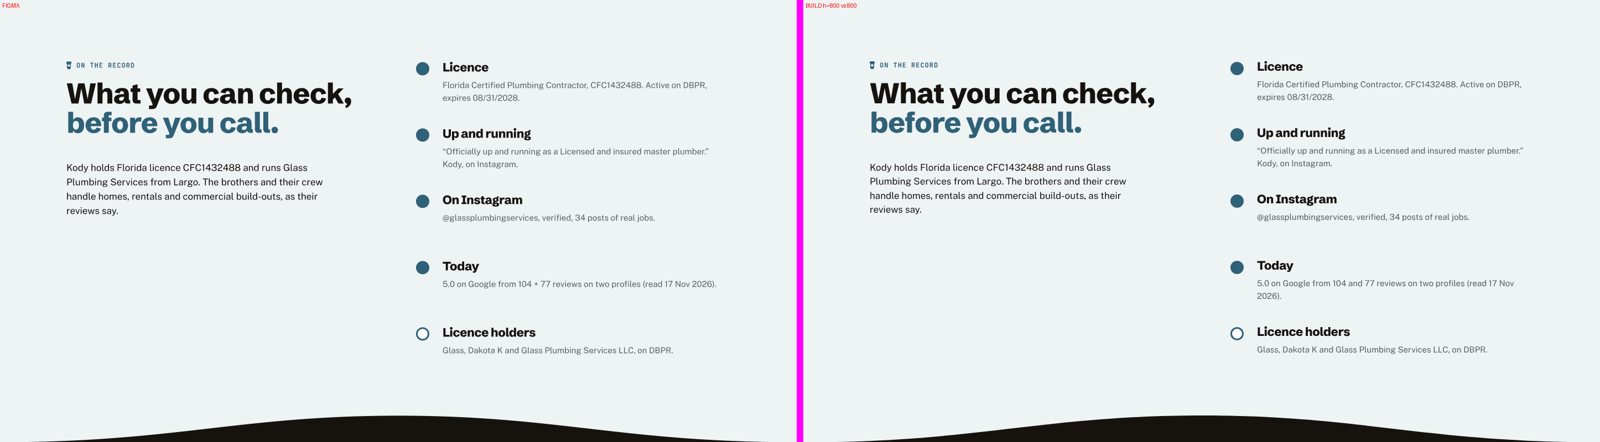 FIGMA
ON THE RECORD
What you can check,
before you call.
Kody holds Florida licence CFC1432488 and runs Glass
Plumbing Services from Largo. The brothers and their crew
handle homes, rentals and commercial build-outs, as their
reviews say.
Licence
Florida Certified Plumbing Contractor, CFC1432488. Active on DBPR,
expires 08/31/2028.
Up and running
“Officially up and running as a Licensed and insured master plumber.”
Kody, on Instagram.
On Instagram
@glassplumbingservices, verified, 34 posts of real jobs.
Today
5.0 on Google from 104 + 77 reviews on two profiles (read 17 Nov 2026).
Licence holders
Glass, Dakota K and Glass Plumbing Services LLC, on DBPR.
BUILD h=800 vs 800
ON THE RECORD
What you can check,
before you call.
Kody holds Florida licence CFC1432488 and runs Glass
Plumbing Services from Largo. The brothers and their crew
handle homes, rentals and commercial build-outs, as their
reviews say.
Licence
Florida Certified Plumbing Contractor, CFC1432488. Active on DBPR,
expires 08/31/2028.
Up and running
“Officially up and running as a Licensed and insured master plumber.”
Kody, on Instagram.
On Instagram
@glassplumbingservices, verified, 34 posts of real jobs.
Today
5.0 on Google from 104 and 77 reviews on two profiles (read 17 Nov
2026).
Licence holders
Glass, Dakota K and Glass Plumbing Services LLC, on DBPR.